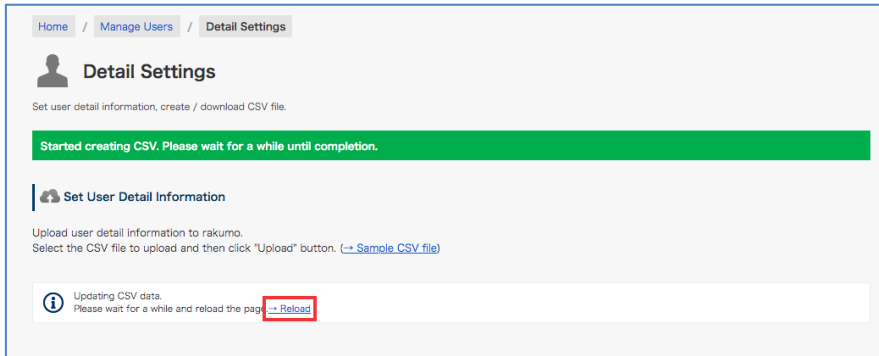 Home / Manage Users / Detail Settings
Detail Settings
Set user detail information, create / download CSV file.
Started creating CSV. Please wait for a while until completion.
Set User Detail Information
Upload user detail information to rakumo.
Select the CSV file to upload and then click "Upload" button. (→ Sample CSV file)
Updating CSV data.
Please wait for a while and reload the page.→ Reload